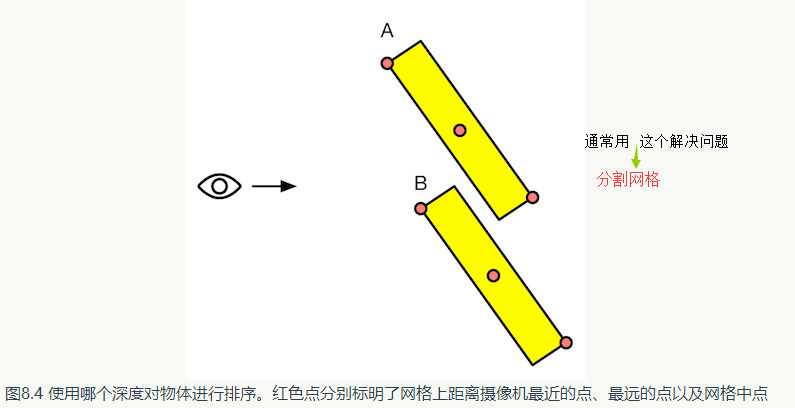 A
通常用 这个解决问题
分割网格
B
图8.4 使用哪个深度对物体进行排序。红色点分别标明了网格上距离摄像机最近的点、最远的点以及网格中点